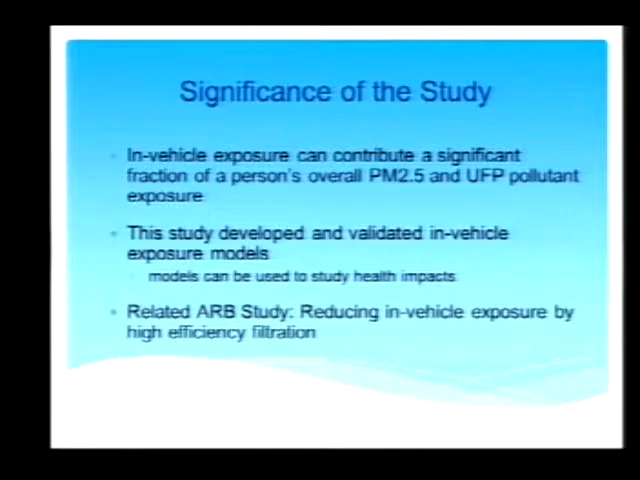 Significance of the Study
In-vehicle exposure can contribute a significant
fraction of a person's overall PM2.5 and UFP pollutant
exposure
This study developed and validated in-vehicle
exposure models
models can be used to study health impacts
Related ARB Study: Reducing in-vehicle exposure by
high efficiency filtration